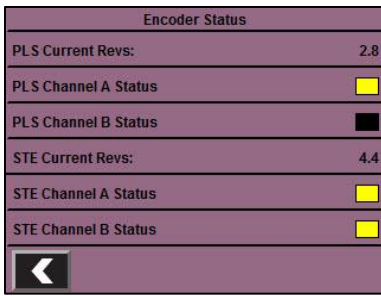 Encoder Status
PLS Current Revs: 2.8
PLS Channel A Status
PLS Channel B Status
STE Current Revs: 4.4
STE Channel A Status
STE Channel B Status